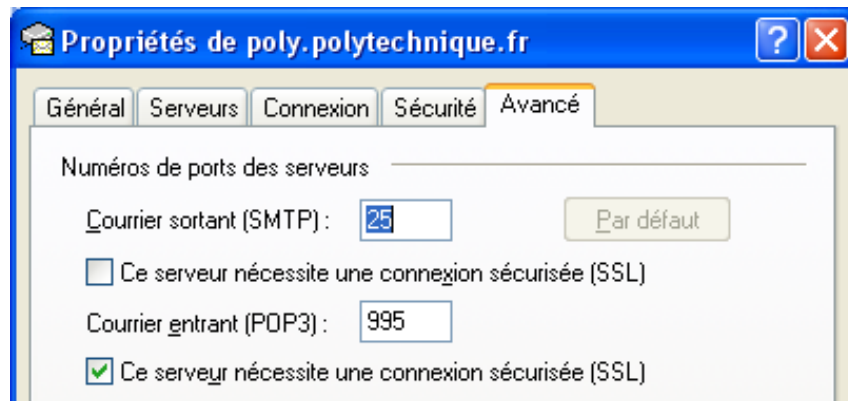 Propriétés de poly.polytechnique.fr
Général Serveurs Connexion Sécurité Avancé
Numéros de ports des serveurs
Courrier sortant (SMTP) : 25 Par défaut
Ce serveur nécessite une connexion sécurisée (SSL)
Courrier entrant (POP3) : 995
Ce serveur nécessite une connexion sécurisée (SSL)